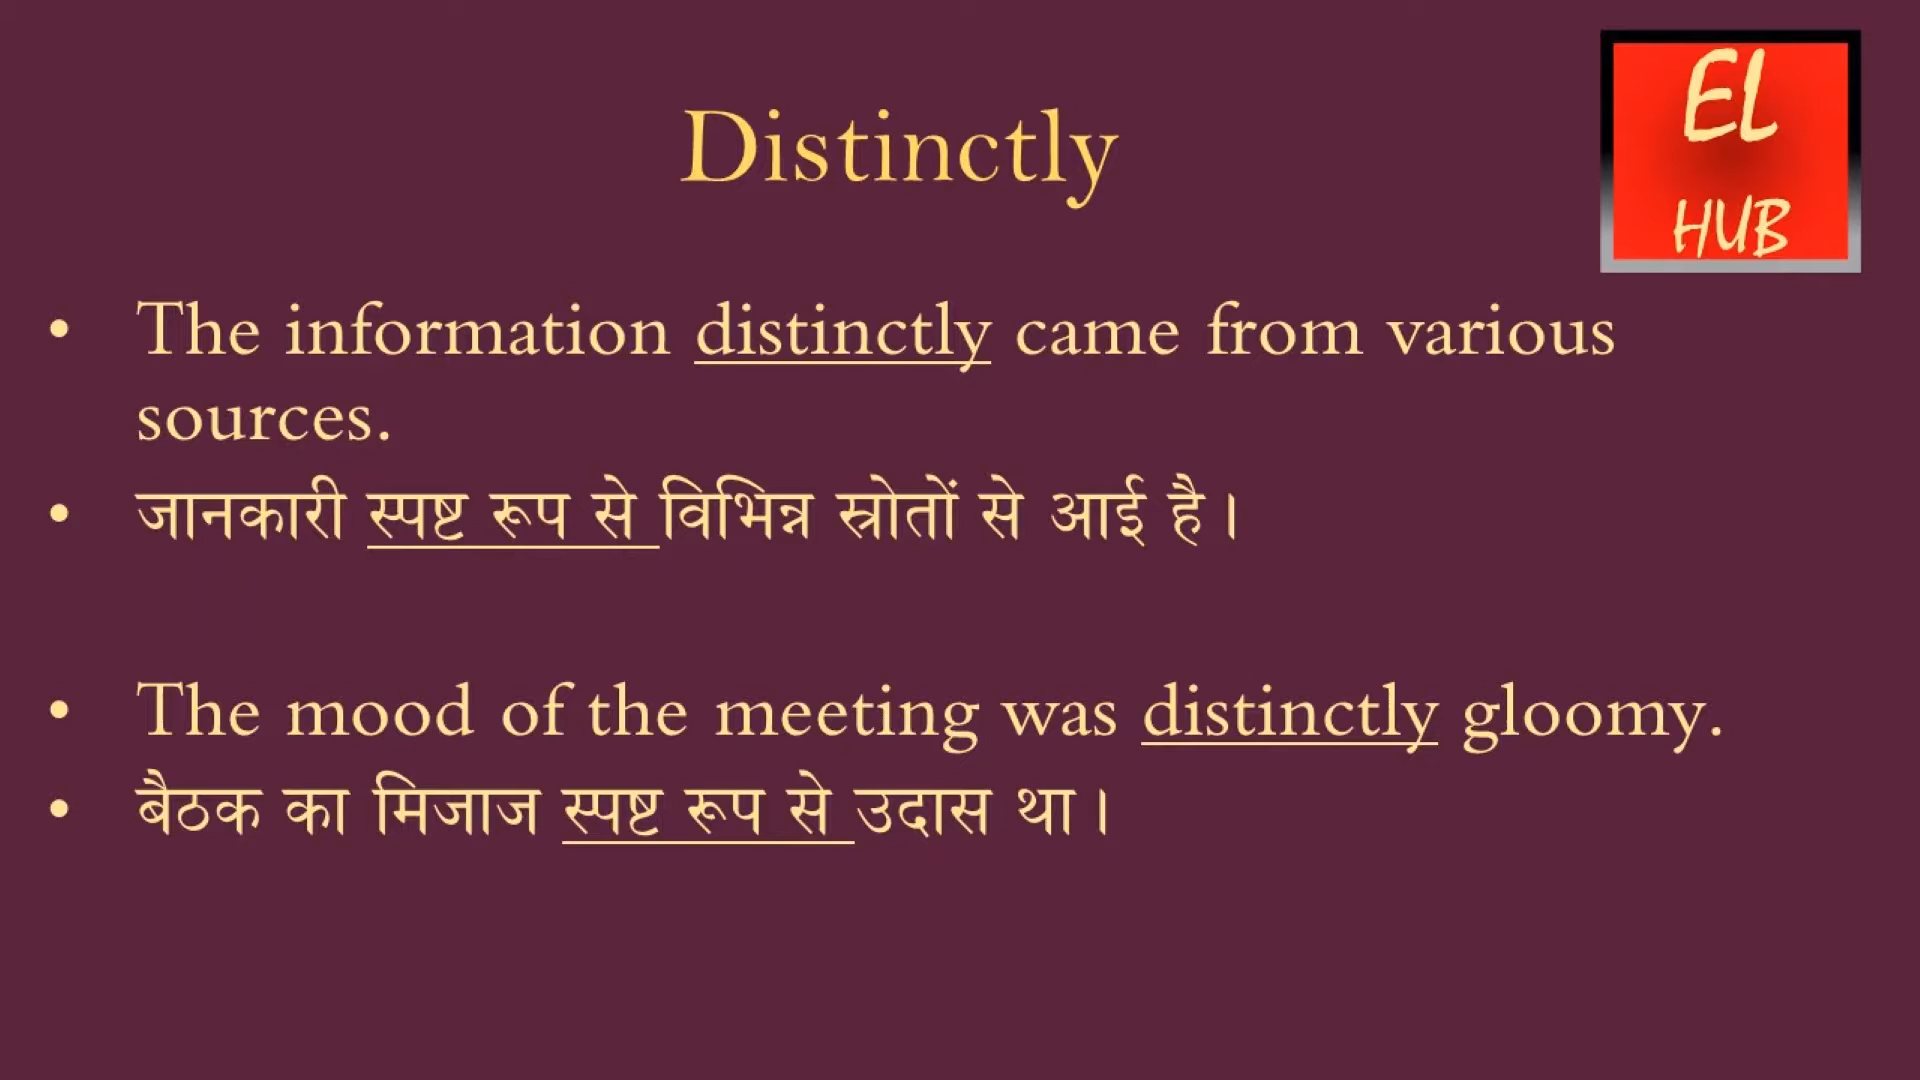 EL
HUB
Distinctly
• The information distinctly came from various
sources.
• जानकारी स्पष्ट रूप से विभिन्न स्रोतों से आई है।
• The mood of the meeting was distinctly gloomy.
• बैठक का मिजाज स्पष्ट रूप से उदास था।